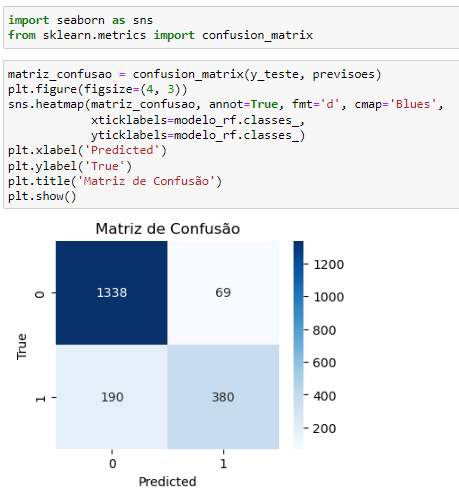 import seaborn as sns
from sklearn.metrics import confusion_matrix
matriz_confusao = confusion_matrix(y_teste, previsoes)
plt.figure(figsize=(4, 3))
sns.heatmap(matriz_confusao, annot=True, fmt='d', cmap='Blues',
xticklabels=modelo_rf.classes_,
yticklabels=modelo_rf.classes_)
plt.xlabel('Predicted')
plt.ylabel('True')
plt.title('Matriz de Confusão')
plt.show()
Matriz de Confusão
True
0
1338
69
1
190
380
0
1
Predicted
1200
1000
800
600
400
200